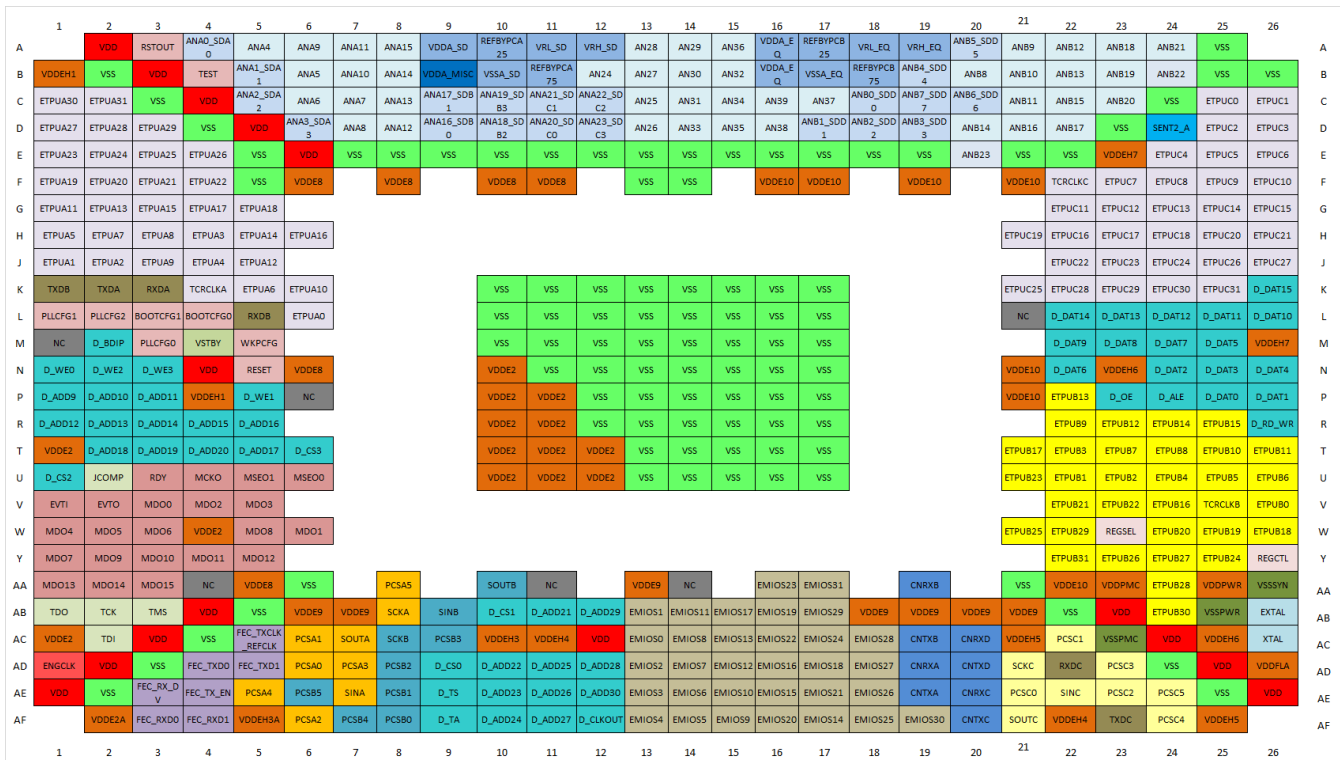 1 2 3 4 5 6 7 8 9 10 11 12 13 14 15 16 17 18 19 20 21 22 23 24 25 26
A VDD RSTOUT ANA0_SDA0 ANA4 ANA9 ANA11 ANA15 VDDA_SD REFBYPCA25 VRL_SD VRH_SD AN28 AN29 AN36 VDDA_EQ REFBYPCB25 VRL_EQ VRH_EQ ANB5_SDD5 ANB9 ANB12 ANB18 ANB21 VSS A
B VDDEH1 VSS VDD TEST ANA1_SDA1 ANA5 ANA10 ANA14 VDDA_MISC VSSA_SD REFBYPCA75 AN24 AN27 AN30 AN32 VDDA_EQ VSSA_EQ REFBYPCB75 ANB4_SDD4 ANB8 ANB10 ANB13 ANB19 ANB22 VSS VSS B
C ETPUA30 ETPUA31 VSS VDD ANA2_SDA2 ANA6 ANA7 ANA13 ANA17_SDB1 ANA19_SDB3 ANA21_SDC1 ANA22_SDC2 AN25 AN31 AN34 AN39 AN37 ANB0_SDD0 ANB7_SDD7 ANB6_SDD6 ANB11 ANB15 ANB20 VSS ETPUC0 ETPUC1 C
D ETPUA27 ETPUA28 ETPUA29 VSS VDD ANA3_SDA3 ANA8 ANA12 ANA16_SDB0 ANA18_SDB2 ANA20_SDC0 ANA23_SDC3 AN26 AN33 AN35 AN38 ANB1_SDD1 ANB2_SDD2 ANB3_SDD3 ANB14 ANB16 ANB17 VSS SENT2_A ETPUC2 ETPUC3 D
E ETPUA23 ETPUA24 ETPUA25 ETPUA26 VSS VDD VSS VSS VSS VSS VSS VSS VSS VSS VSS VSS VSS VSS VSS ANB23 VSS VSS VDDEH7 ETPUC4 ETPUC5 ETPUC6 E
F ETPUA19 ETPUA20 ETPUA21 ETPUA22 VSS VDDE8 VDDE8 VDDE8 VDDE8 VSS VSS VDDE10 VDDE10 VDDE10 VDDE10 TCRCLKC ETPUC7 ETPUC8 ETPUC9 ETPUC10 F
G ETPUA11 ETPUA13 ETPUA15 ETPUA17 ETPUA18 ETPUC11 ETPUC12 ETPUC13 ETPUC14 ETPUC15 G
H ETPUA5 ETPUA7 ETPUA8 ETPUA3 ETPUA14 ETPUA16 ETPUC19 ETPUC16 ETPUC17 ETPUC18 ETPUC20 ETPUC21 H
J ETPUA1 ETPUA2 ETPUA9 ETPUA4 ETPUA12 ETPUC22 ETPUC23 ETPUC24 ETPUC26 ETPUC27 J
K TXDB TXDA RXDA TCRCLKA ETPUA6 ETPUA10 VSS VSS VSS VSS VSS VSS VSS VSS ETPUC25 ETPUC28 ETPUC29 ETPUC30 ETPUC31 D_DAT15 K
L PLLCFG1 PLLCFG2 BOOTCFG1 BOOTCFG0 RXDB ETPUA0 VSS VSS VSS VSS VSS VSS VSS VSS NC D_DAT14 D_DAT13 D_DAT12 D_DAT11 D_DAT10 L
M NC D_BDIP PLLCFG0 VSTBY WKPCFG VSS VSS VSS VSS VSS VSS VSS VSS D_DAT9 D_DAT8 D_DAT7 D_DAT5 VDDEH7 M
N D_WE0 D_WE2 D_WE3 VDD RESET VDDE8 VDDE2 VSS VSS VSS VSS VSS VSS VSS VDDE10 D_DAT6 VDDEH6 D_DAT2 D_DAT3 D_DAT4 N
P D_ADD9 D_ADD10 D_ADD11 VDDEH1 D_WE1 NC VDDE2 VDDE2 VSS VSS VSS VSS VSS VSS VDDE10 ETPUB13 D_OE D_ALE D_DAT0 D_DAT1 P
R D_ADD12 D_ADD13 D_ADD14 D_ADD15 D_ADD16 VDDE2 VDDE2 VSS VSS VSS VSS VSS VSS ETPUB9 ETPUB12 ETPUB14 ETPUB15 D_RD_WR R
T VDDE2 D_ADD18 D_ADD19 D_ADD20 D_ADD17 D_CS3 VDDE2 VDDE2 VDDE2 VSS VSS VSS VSS VSS ETPUB17 ETPUB3 ETPUB7 ETPUB8 ETPUB10 ETPUB11 T
U D_CS2 JCOMP RDY MCKO MSEO1 MSEO0 VDDE2 VDDE2 VDDE2 VSS VSS VSS VSS VSS ETPUB23 ETPUB1 ETPUB2 ETPUB4 ETPUB5 ETPUB6 U
V EVTI EVTO MDO0 MDO2 MDO3 ETPUB21 ETPUB22 ETPUB16 TCRCLKB ETPUB0 V
W MDO4 MDO5 MDO6 VDDE2 MDO8 MDO1 ETPUB25 ETPUB29 REGSEL ETPUB20 ETPUB19 ETPUB18 W
Y MDO7 MDO9 MDO10 MDO11 MDO12 ETPUB31 ETPUB26 ETPUB27 ETPUB24 REGCTL Y
AA MDO13 MDO14 MDO15 NC VDDE8 VSS PCSA5 SOUTB NC VDDE9 NC EMIOS23 EMIOS31 CNRXB VSS VDDE10 VDDPMC ETPUB28 VDDPWR VSSSYN AA
AB TDO TCK TMS VDD VSS VDDE9 VDDE9 SCKA SINB D_CS1 D_ADD21 D_ADD29 EMIOS1 EMIOS11 EMIOS17 EMIOS19 EMIOS29 VDDE9 VDDE9 VDDE9 VDDE9 VSS VDD ETPUB30 VSSPWR EXTAL AB
AC VDDE2 TDI VDD VSS FEC_TXCLK_REFCLK PCSA1 SOUTA SCKB PCSB3 VDDEH3 VDDEH4 VDD EMIOS0 EMIOS8 EMIOS13 EMIOS22 EMIOS24 EMIOS28 CNTXB CNRXD VDDEH5 PCSC1 VSSPMC VDD VDDEH6 XTAL AC
AD ENGCLK VDD VSS FEC_TXD0 FEC_TXD1 PCSA0 PCSA3 PCSB2 D_CS0 D_ADD22 D_ADD25 D_ADD28 EMIOS2 EMIOS7 EMIOS12 EMIOS16 EMIOS18 EMIOS27 CNRXA CNTXD SCKC RXDC PCSC3 VSS VDD VDDFLA AD
AE VDD VSS FEC_RX_DV FEC_TX_EN PCSA4 PCSB5 SINA PCSB1 D_TS D_ADD23 D_ADD26 D_ADD30 EMIOS3 EMIOS6 EMIOS10 EMIOS15 EMIOS21 EMIOS26 CNTXA CNRXC PCSC0 SINC PCSC2 PCSC5 VSS VDD AE
AF VDDE2A FEC_RXD0 FEC_RXD1 VDDEH3A PCSA2 PCSB4 PCSB0 D_TA D_ADD24 D_ADD27 D_CLKOUT EMIOS4 EMIOS5 EMIOS9 EMIOS20 EMIOS14 EMIOS25 EMIOS30 CNTXC SOUTC VDDEH4 TXDC PCSC4 VDDEH5 AF
1 2 3 4 5 6 7 8 9 10 11 12 13 14 15 16 17 18 19 20 21 22 23 24 25 26